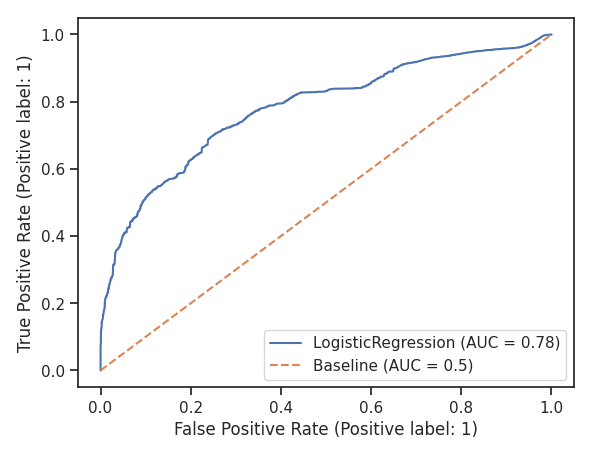 1.0
0.8
0.6
0.4
0.2
0.0
True Positive Rate (Positive label: 1)
LogisticRegression (AUC = 0.78)
Baseline (AUC = 0.5)
0.0 0.2 0.4 0.6 0.8 1.0
False Positive Rate (Positive label: 1)